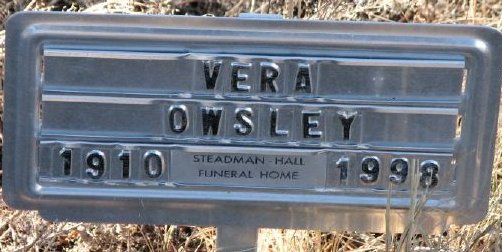 VERA
OWSLEY
1910 STEADMAN-HALL FUNERAL HOME 1998